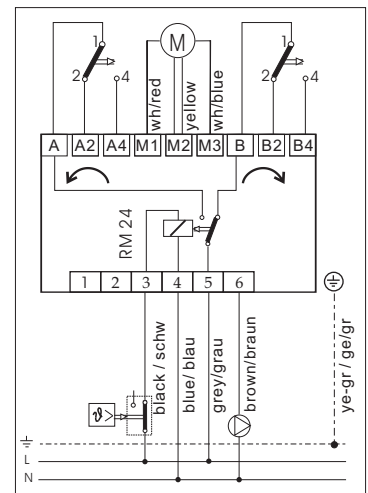 1
M
1
2
4
2
4
wh/red
yellow
wh/blue
A
A2
A4
M1
M2
M3
B
B2
B4
RM 24
1
2
3
4
5
6
black / schw
blue/ blau
grey/grau
brown/braun
ye-gr / ge/gr
ϑ>
L
N